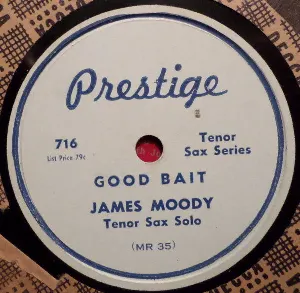 Prestige
716
List Price 79c
Tenor
Sax Series
GOOD BAIT
JAMES MOODY
Tenor Sax Solo
(MR 35)